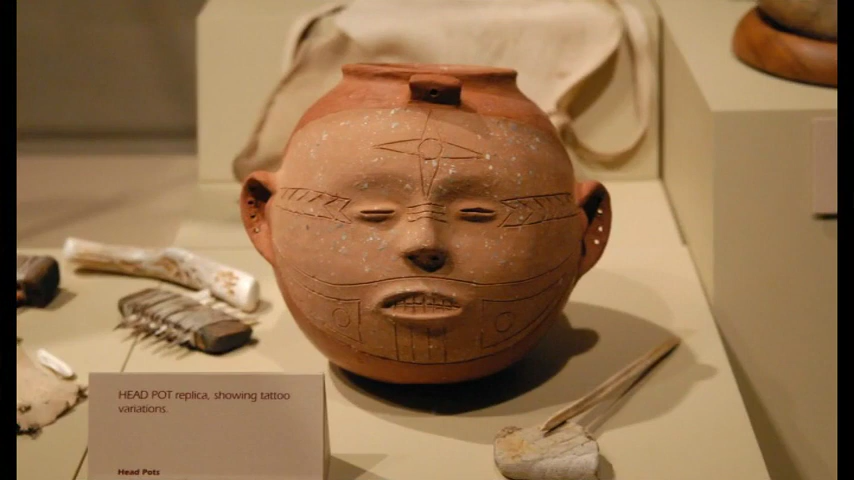 HEAD POT replica, showing tattoo
variations.
Head Pots